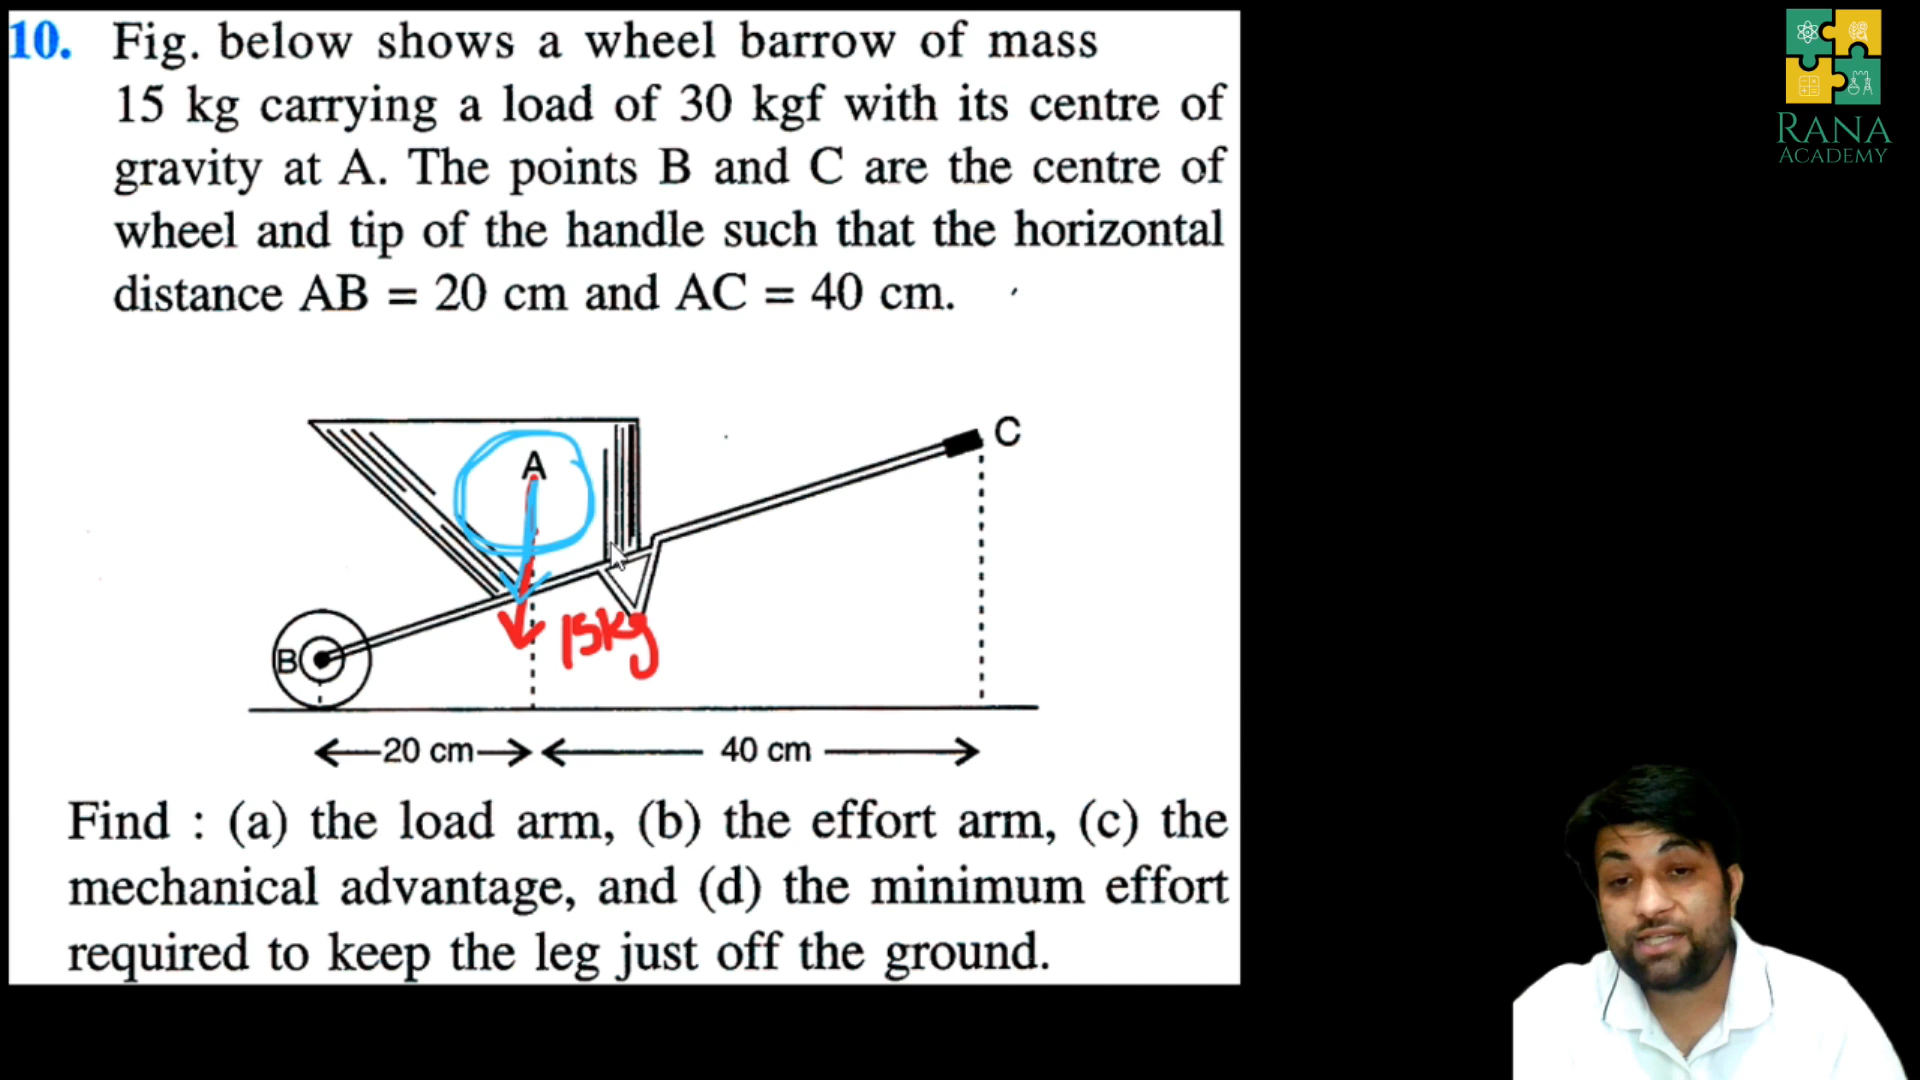 10. Fig. below shows a wheel barrow of mass
15 kg carrying a load of 30 kgf with its centre of
gravity at A. The points B and C are the centre of
wheel and tip of the handle such that the horizontal
distance AB = 20 cm and AC = 40 cm.
A
C
15kg
B
20 cm
40 cm
Find : (a) the load arm, (b) the effort arm, (c) the
mechanical advantage, and (d) the minimum effort
required to keep the leg just off the ground.
RANA
ACADEMY